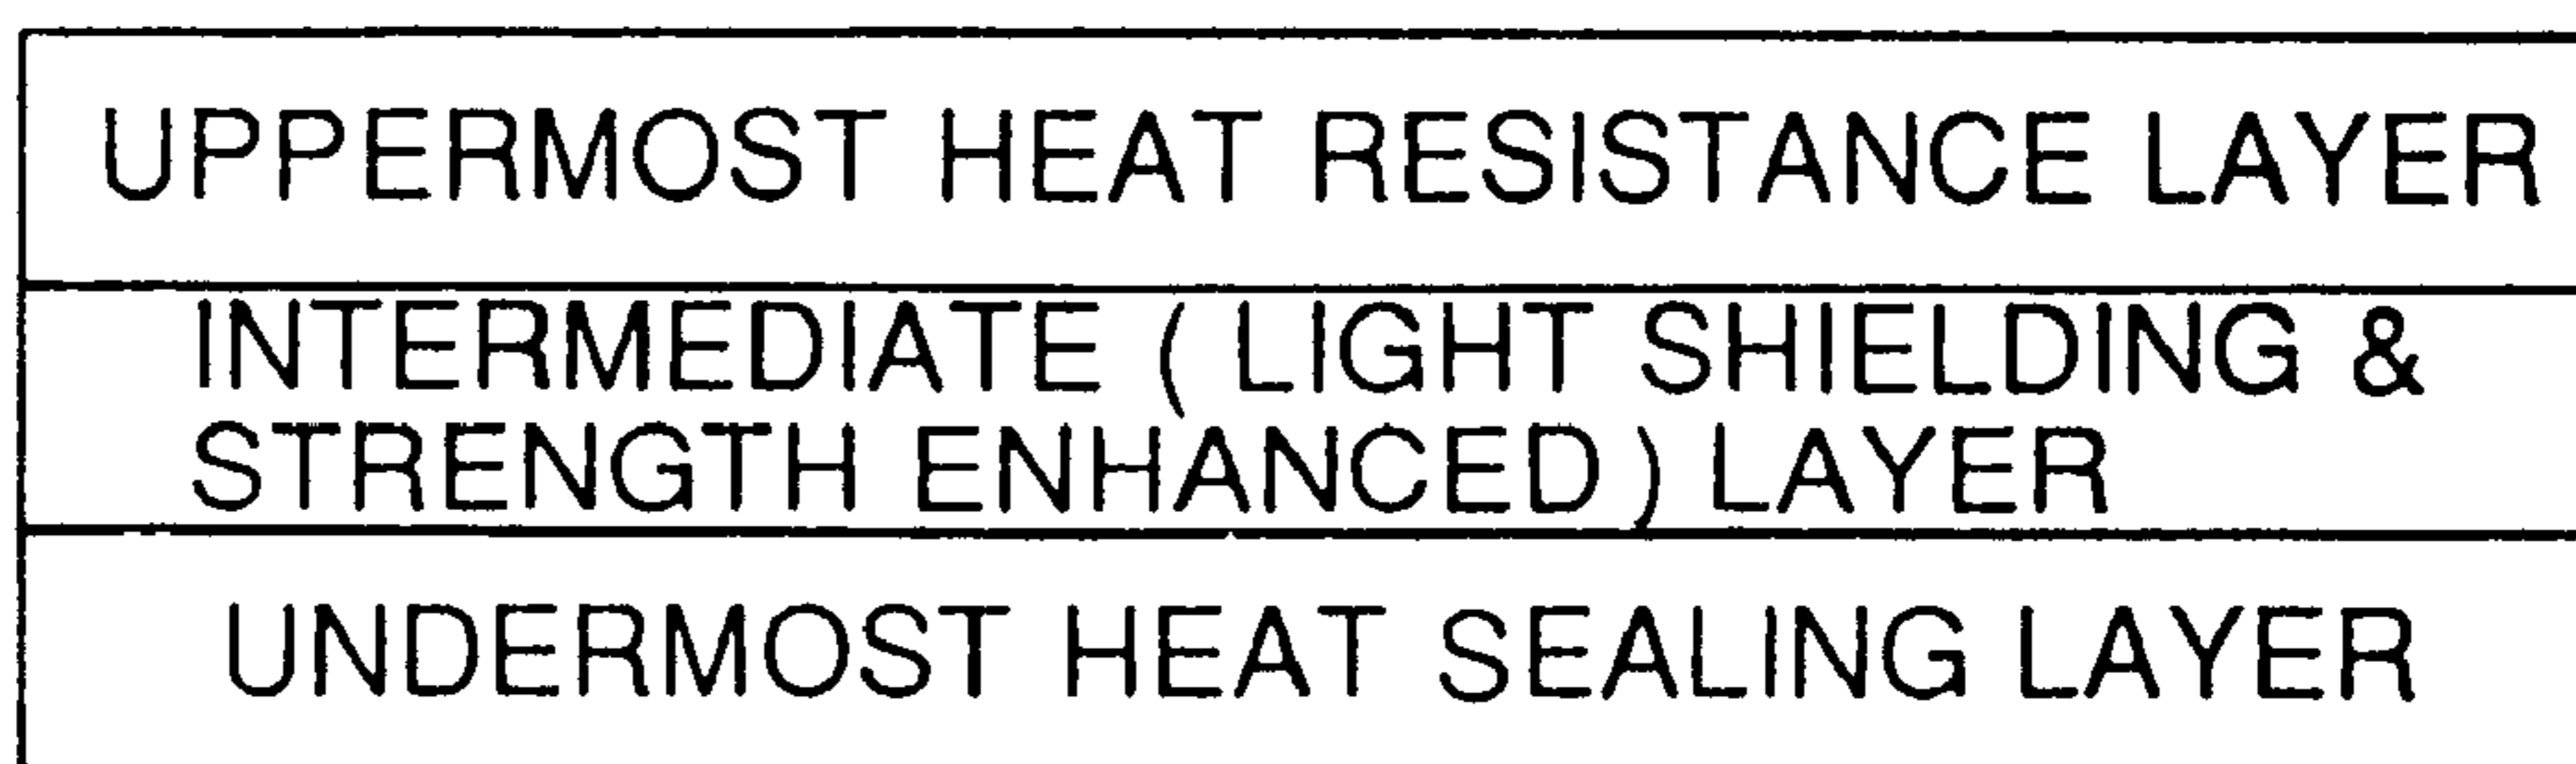 UPPERMOST HEAT RESISTANCE LAYER
INTERMEDIATE (LIGHT SHIELDING &
STRENGTH ENHANCED) LAYER
UNDERMOST HEAT SEALING LAYER